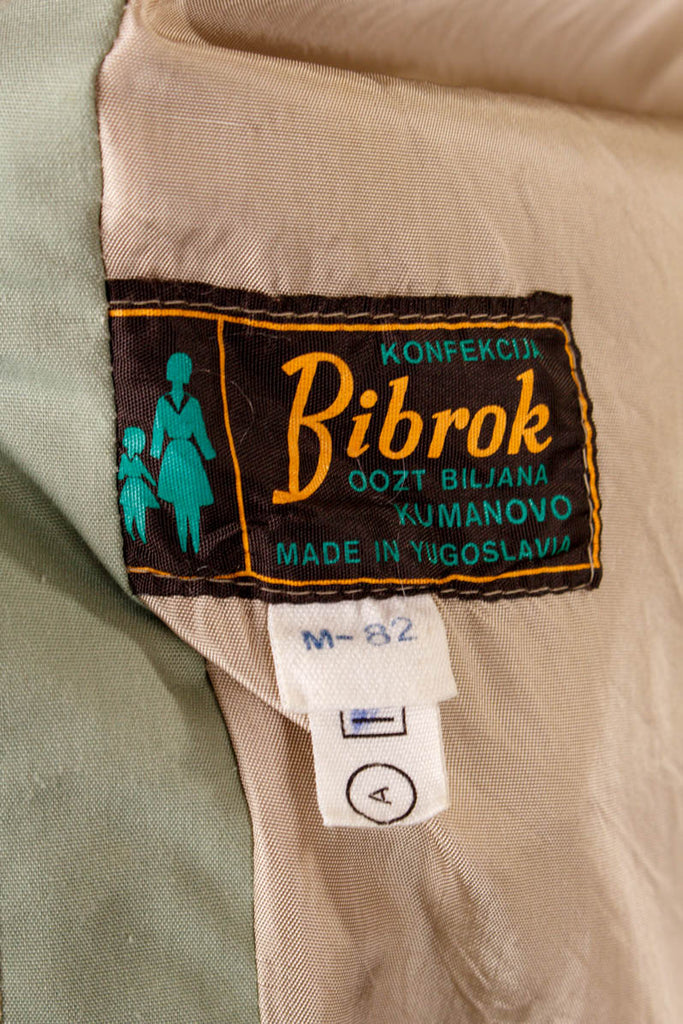 KONFEKCIJA
Bibrok
OOZT BILJANA
KUMANOVO
MADE IN YUGOSLAVIA
M-82
A